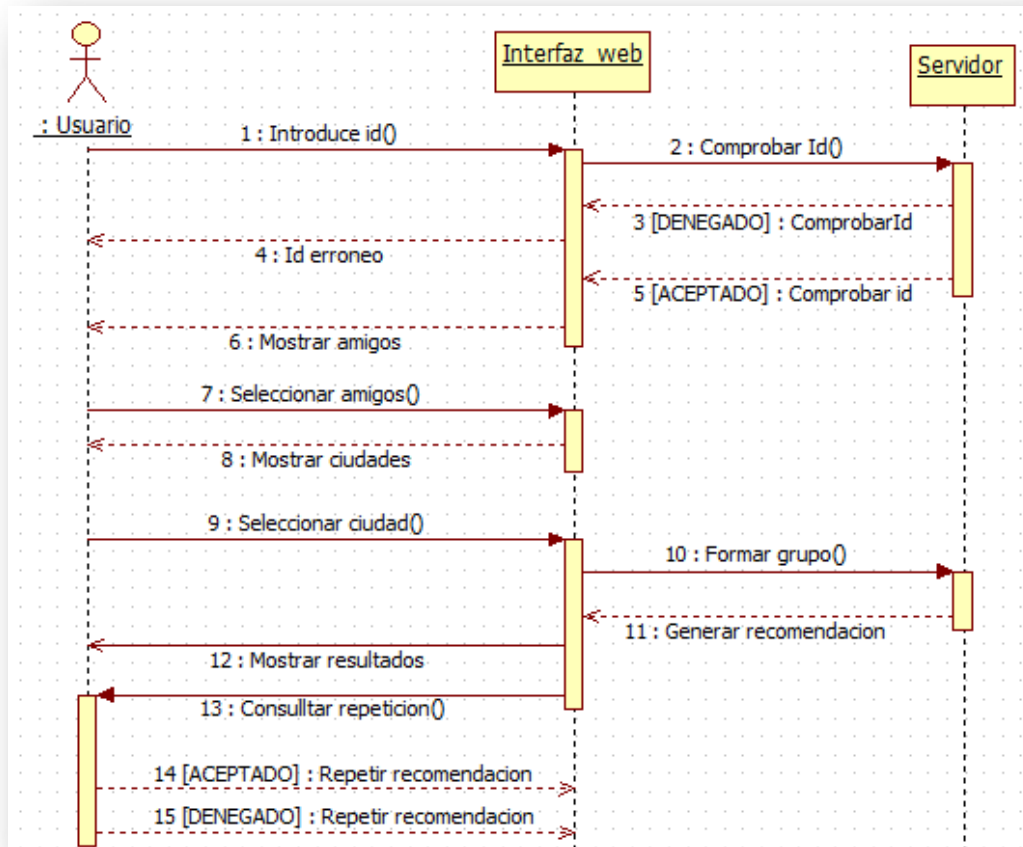 Interfaz web
Servidor
: Usuario
1 : Introduce id()
2 : Comprobar Id()
3 [DENEGADO] : ComprobarId
4 : Id erroneo
5 [ACEPTADO] : Comprobar id
6 : Mostrar amigos
7 : Seleccionar amigos()
8 : Mostrar ciudades
9 : Seleccionar ciudad()
10 : Formar grupo()
11 : Generar recomendacion
12 : Mostrar resultados
13 : Consulltar repeticion()
14 [ACEPTADO] : Repetir recomendacion
15 [DENEGADO] : Repetir recomendacion